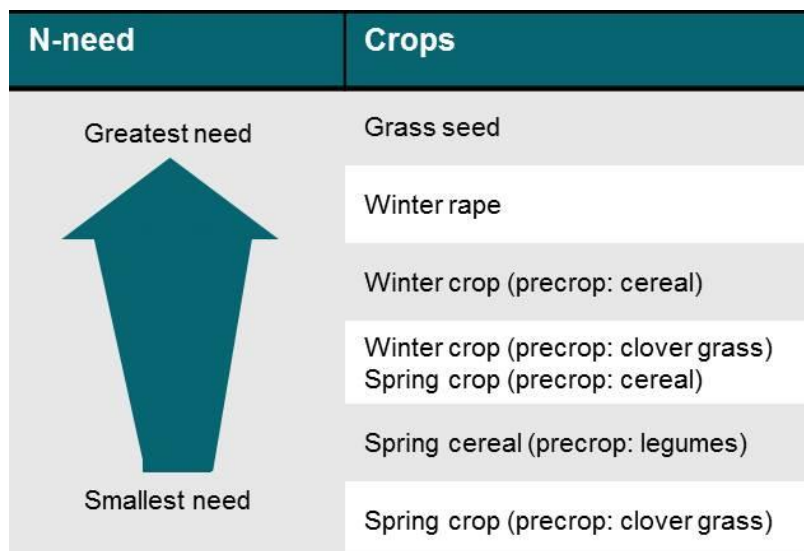 N-need
Crops
Greatest need
Grass seed
Winter rape
Winter crop (precrop: cereal)
Winter crop (precrop: clover grass)
Spring crop (precrop: cereal)
Spring cereal (precrop: legumes)
Smallest need
Spring crop (precrop: clover grass)